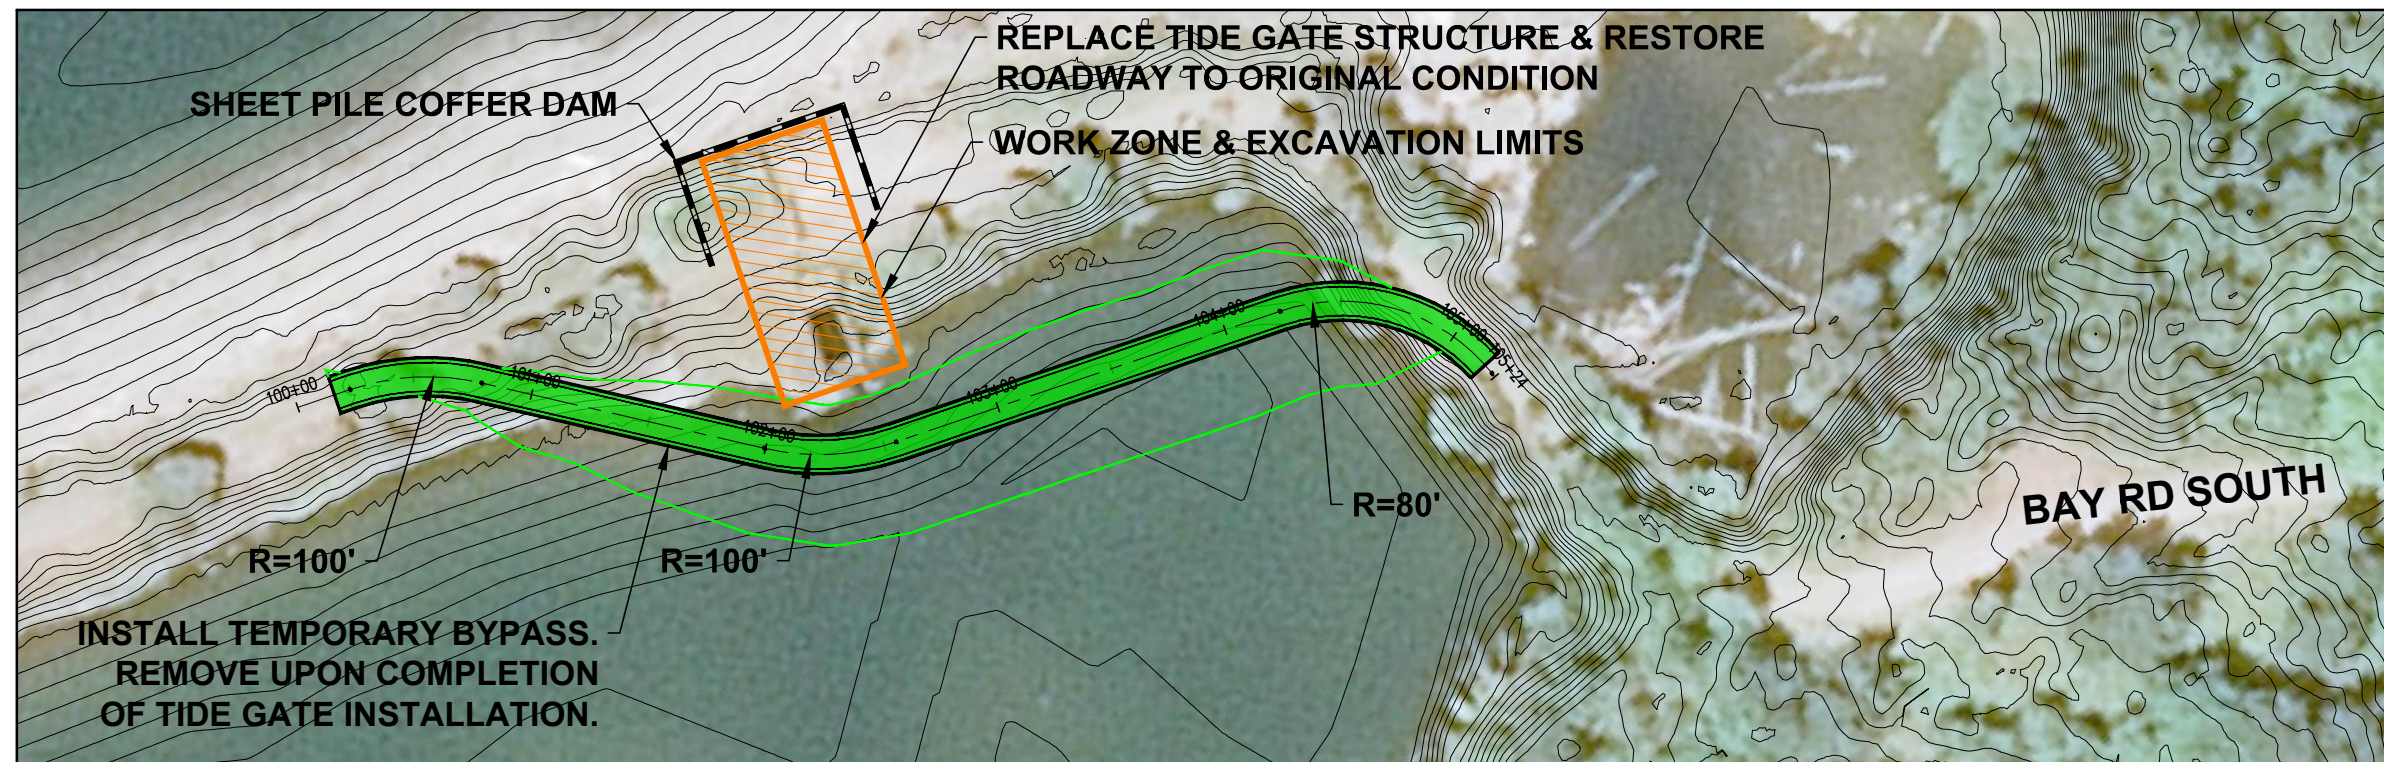 REPLACE TIDE GATE STRUCTURE & RESTORE
ROADWAY TO ORIGINAL CONDITION
SHEET PILE COFFER DAM
WORK ZONE & EXCAVATION LIMITS
100+00
101+00
102+00
103+00
104+00
105+00
105+24
R=100'
R=100'
R=80'
BAY RD SOUTH
INSTALL TEMPORARY BYPASS.
REMOVE UPON COMPLETION
OF TIDE GATE INSTALLATION.